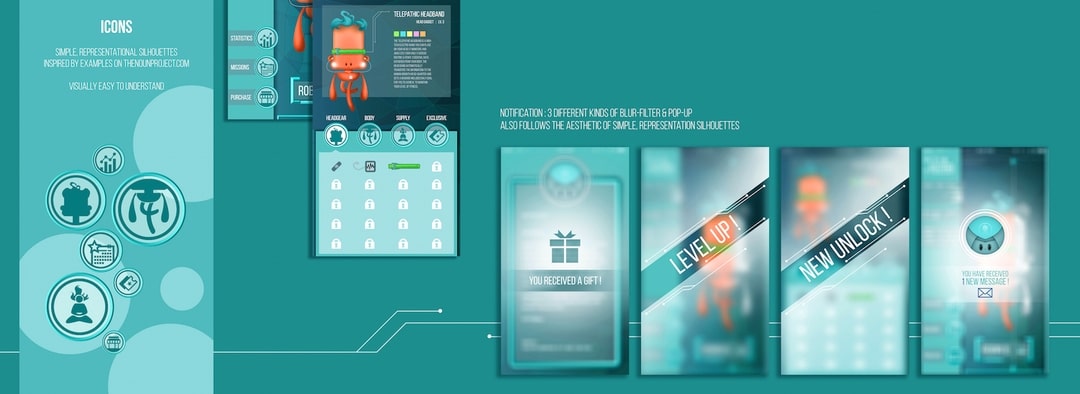 ICONS
SIMPLE, REPRESENTATIONAL SILHOUETTES
INSPIRED BY EXAMPLES ON THENOUNPROJECT.COM
VISUALLY EASY TO UNDERSTAND
STATISTICS
MISSIONS
PURCHASE
TELEPATHIC HEADBAND
HEADGEAR
BODY
SUPPLY
EXCLUSIVE
NOTIFICATION : 3 DIFFERENT KINDS OF BLUR-FILTER & POP-UP
ALSO FOLLOWS THE AESTHETIC OF SIMPLE, REPRESENTATION SILHOUETTES
YOU RECEIVED A GIFT !
LEVEL UP !
NEW UNLOCK !
YOU HAVE RECEIVED
1 NEW MESSAGE !